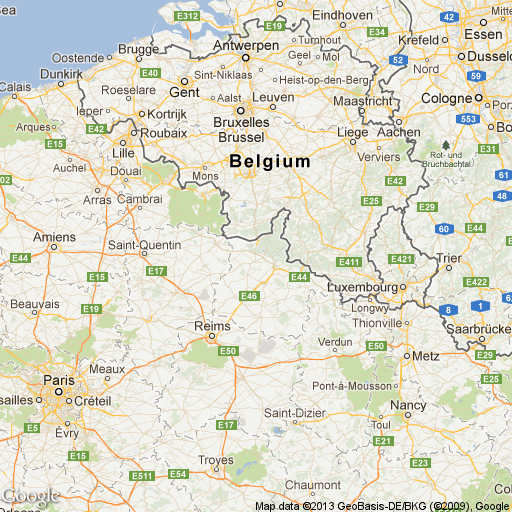 Sea
E312
Eindhoven
42
Essen
Oostende
Brugge
E34
Antwerpen
Turnhout
Krefeld
Dunkirk
E40
Sint-Niklaas
Geel
Mol
52
Nord
Dusse
Calais
Roeselare
Gent
Heist-op-den-Berg
59
Ieper
Kortrijk
Aalst
Leuven
Maastricht
Cologne
Arques
E42
Roubaix
Bruxelles
Brussel
Liege
Aachen
553
Bo
E15
Lille
Belgium
Verviers
Rot- und
Bruchbachtal
E31
02
Auchel
Douai
Mons
E42
61
Arras
Cambrai
E25
E29
48
Amiens
Saint-Quentin
60
E44
E17
E411
E421
Trier
E44
E422
Beauvais
E19
E46
Luxembourg
Longwy
8
1
Thionville
Reims
Saarbrücke
Verdun
E50
E29
Meaux
E50
Metz
Paris
Pont-à-Mousson
E25
sailles
Créteil
Saint-Dizier
Nancy
E5
Évry
E17
Toul
E15
E21
E511
E54
Troyes
E23
Chaumont
Google
Map data ©2013 GeoBasis-DE/BKG (©2009), Google